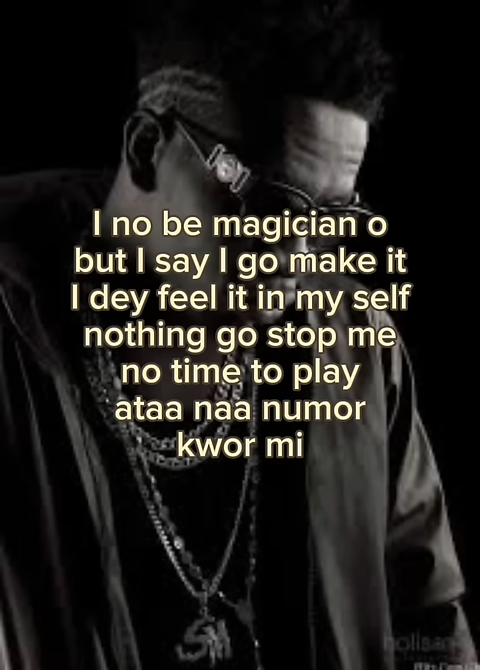 I no be magician o
but I say I go make it
I dey feel it in my self
nothing go stop me
no time to play
ataa naa numor
kwor mi
SM